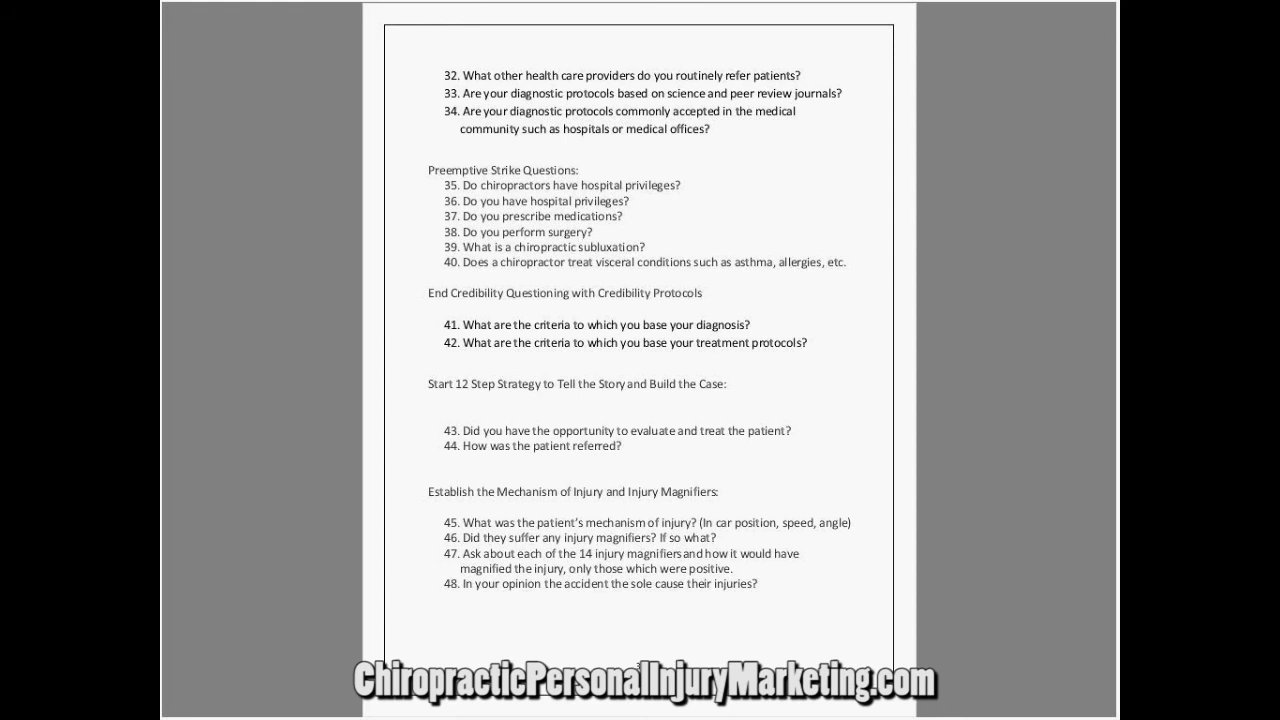 32. What other health care providers do you routinely refer patients?
33. Are your diagnostic protocols based on science and peer review journals?
34. Are your diagnostic protocols commonly accepted in the medical
community such as hospitals or medical offices?
Preemptive Strike Questions:
35. Do chiropractors have hospital privileges?
36. Do you have hospital privileges?
37. Do you prescribe medications?
38. Do you perform surgery?
39. What is a chiropractic subluxation?
40. Does a chiropractor treat visceral conditions such as asthma, allergies, etc.
End Credibility Questioning with Credibility Protocols
41. What are the criteria to which you base your diagnosis?
42. What are the criteria to which you base your treatment protocols?
Start 12 Step Strategy to Tell the Story and Build the Case:
43. Did you have the opportunity to evaluate and treat the patient?
44. How was the patient referred?
Establish the Mechanism of Injury and Injury Magnifiers:
45. What was the patient's mechanism of injury? (In car position, speed, angle)
46. Did they suffer any injury magnifiers? If so what?
47. Ask about each of the 14 injury magnifiers and how it would have
magnified the injury, only those which were positive.
48. In your opinion the accident the sole cause their injuries?
ChiropracticPersonalInjuryMarketing.com